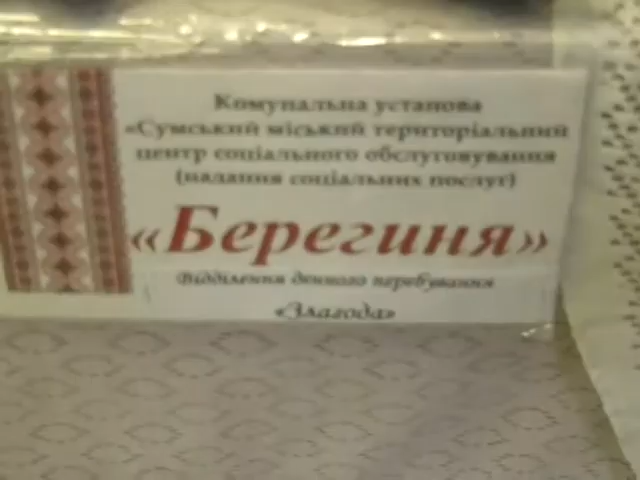 Комунальна установа
«Сумський міський територіальний
центр соціального обслуговування
(надання соціальних послуг)
«Берегиня»
Відділення денного перебування
«Злагода»